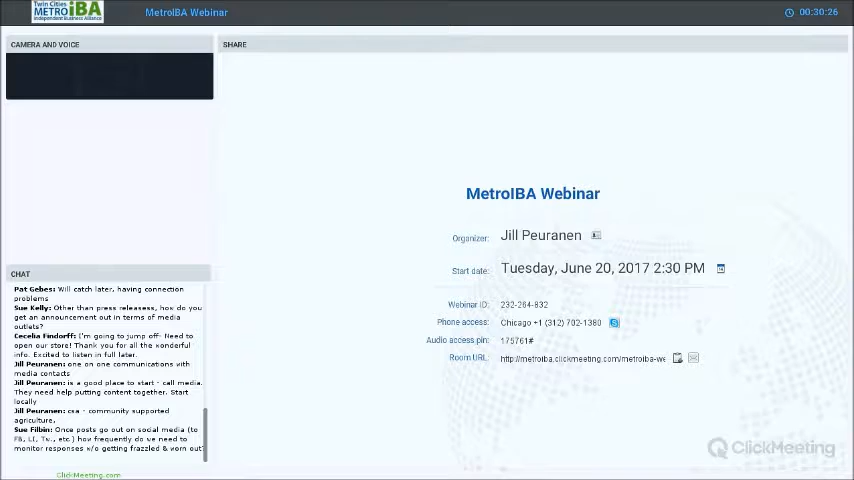 Twin Cities
METRO iBA
Independent Business Alliance
MetroIBA Webinar
00:30:26
CAMERA AND VOICE
SHARE
MetroIBA Webinar
Organizer: Jill Peuranen
Start date: Tuesday, June 20, 2017 2:30 PM
Webinar ID: 232-264-832
Phone access: Chicago +1 (312) 702-1380
Audio access pin: 175761#
Room URL: http://metroiba.clickmeeting.com/metroiba-we
CHAT
Pat Gebes: Will catch later, having connection
problems
Sue Kelly: Other than press releasess, how do you
get an announcement out in terms of media
outlets?
Cecelia Findorff: I'm going to jump off- Need to
open our store! Thank you for all the wonderful
info. Excited to listen in full later.
Jill Peuranen: one on one communications with
media contacts
Jill Peuranen: is a good place to start - call media.
They need help putting content together. Start
locally
Jill Peuranen: csa - community supported
agriculture,
Sue Filbin: Once posts go out on social media (to
FB, LI, Tw., etc.) how frequently do we need to
monitor responses w/o getting frazzled & worn out?
ClickMeeting
ClickMeeting.com